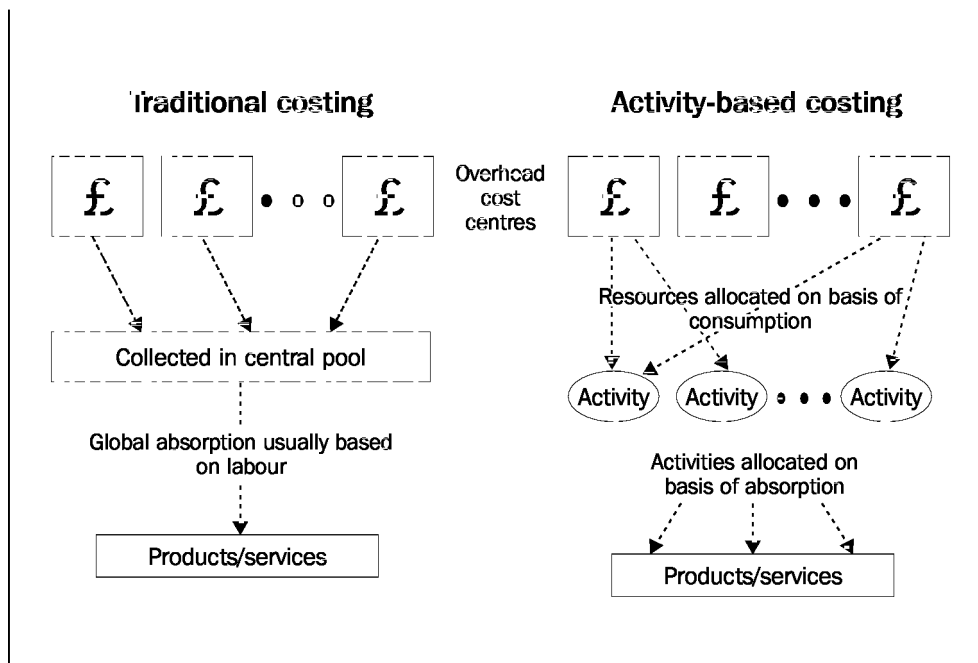 Traditional costing
£ £ £
Collected in central pool
Global absorption usually based
on labour
Products/services
Overhead
cost
centres
Activity-based costing
£ £ £
Resources allocated on basis of
consumption
Activity Activity Activity
Activities allocated on
basis of absorption
Products/services